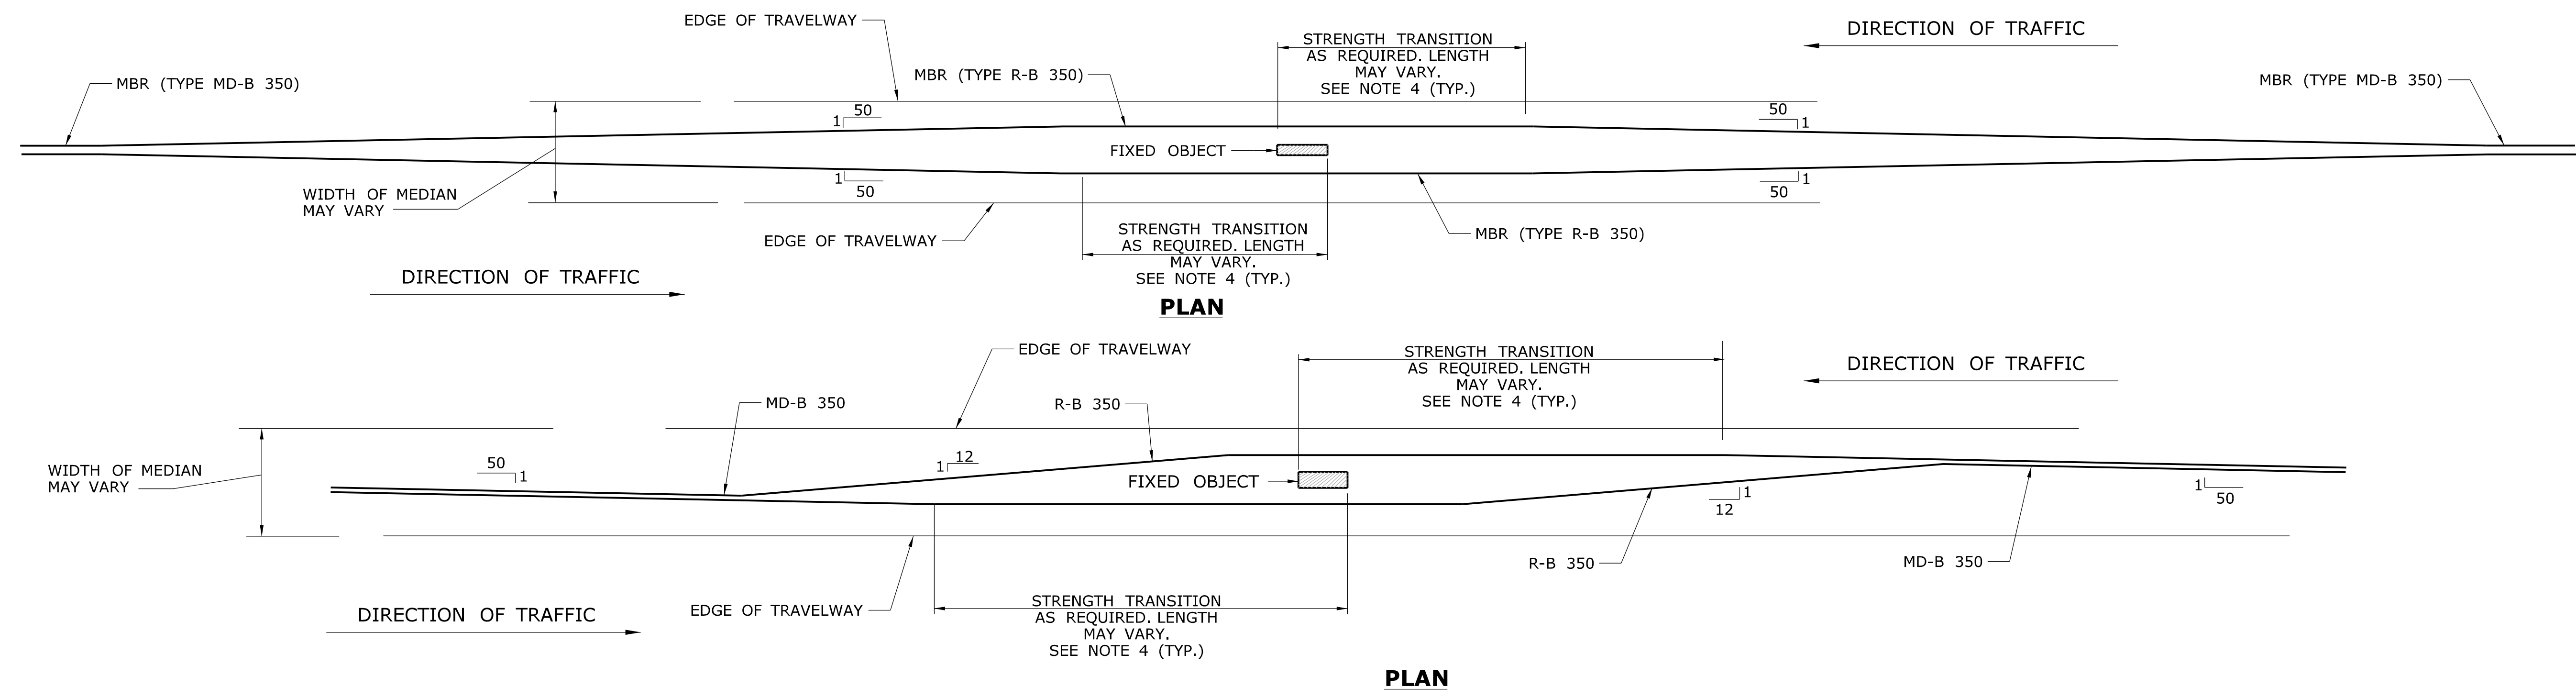 EDGE OF TRAVELWAY
DIRECTION OF TRAFFIC
STRENGTH TRANSITION
AS REQUIRED. LENGTH
MAY VARY.
SEE NOTE 4 (TYP.)
MBR (TYPE MD-B 350)
MBR (TYPE R-B 350)
MBR (TYPE MD-B 350)
50
1
50
1
FIXED OBJECT
1
50
1
50
WIDTH OF MEDIAN
MAY VARY
EDGE OF TRAVELWAY
STRENGTH TRANSITION
AS REQUIRED. LENGTH
MAY VARY.
SEE NOTE 4 (TYP.)
MBR (TYPE R-B 350)
DIRECTION OF TRAFFIC
PLAN
EDGE OF TRAVELWAY
STRENGTH TRANSITION
AS REQUIRED. LENGTH
MAY VARY.
SEE NOTE 4 (TYP.)
DIRECTION OF TRAFFIC
MD-B 350
R-B 350
WIDTH OF MEDIAN
MAY VARY
50
1
12
1
FIXED OBJECT
1
12
1
50
R-B 350
MD-B 350
DIRECTION OF TRAFFIC
EDGE OF TRAVELWAY
STRENGTH TRANSITION
AS REQUIRED. LENGTH
MAY VARY.
SEE NOTE 4 (TYP.)
PLAN